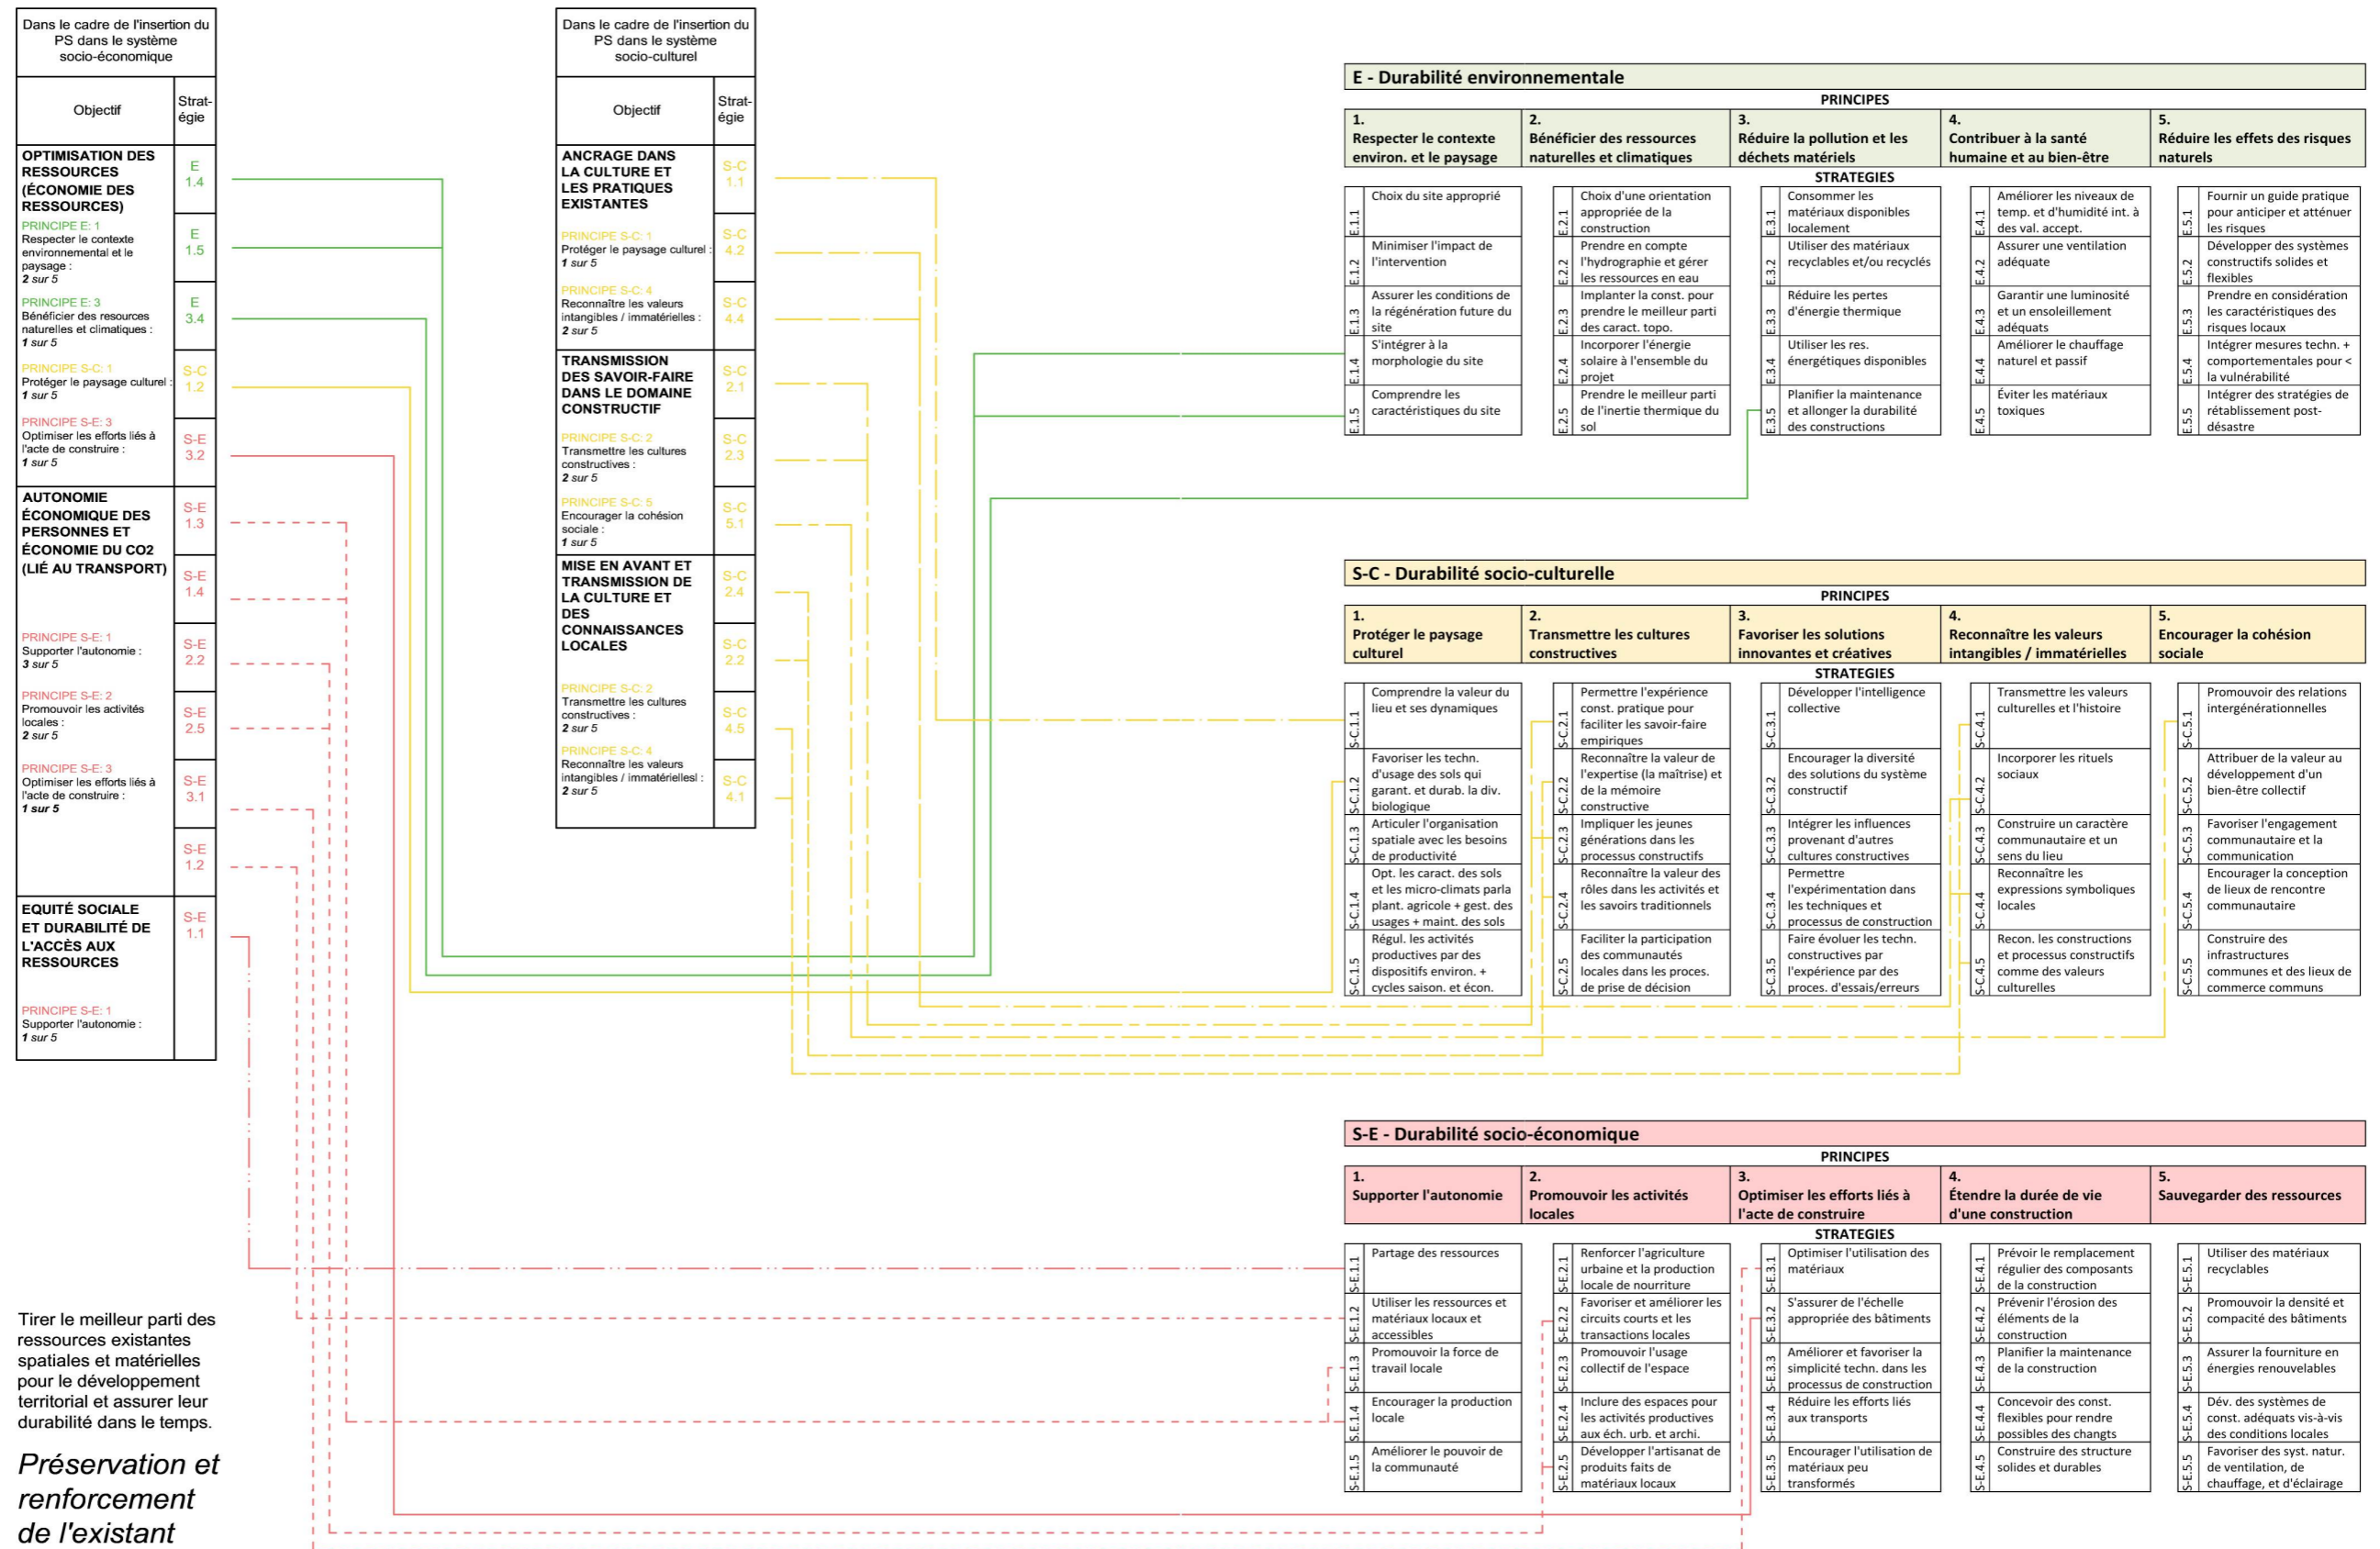 Dans le cadre de l'insertion du
PS dans le système
socio-économique
Objectif
Strat-
égie
OPTIMISATION DES
RESSOURCES
(ÉCONOMIE DES
RESSOURCES)
PRINCIPE E: 1
Respecter le contexte
environnemental et le
paysage :
2 sur 5
PRINCIPE E: 3
Bénéficier des resources
naturelles et climatiques :
1 sur 5
PRINCIPE S-C: 1
Protéger le paysage culturel :
1 sur 5
PRINCIPE S-E: 3
Optimiser les efforts liés à
l'acte de construire :
1 sur 5
E
1.4
E
1.5
E
3.4
S-C
1.2
S-E
3.2
AUTONOMIE
ÉCONOMIQUE DES
PERSONNES ET
ÉCONOMIE DU CO2
(LIÉ AU TRANSPORT)
PRINCIPE S-E: 1
Supporter l'autonomie :
3 sur 5
PRINCIPE S-E: 2
Promouvoir les activités
locales :
2 sur 5
PRINCIPE S-E: 3
Optimiser les efforts liés à
l'acte de construire :
1 sur 5
S-E
1.3
S-E
1.4
S-E
2.2
S-E
2.5
S-E
3.1
S-E
1.2
EQUITÉ SOCIALE
ET DURABILITÉ DE
L'ACCÈS AUX
RESSOURCES
PRINCIPE S-E: 1
Supporter l'autonomie :
1 sur 5
S-E
1.1
Tirer le meilleur parti des
ressources existantes
spatiales et matérielles
pour le développement
territorial et assurer leur
durabilité dans le temps.
Préservation et
renforcement
de l'existant
Dans le cadre de l'insertion du
PS dans le système
socio-culturel
Objectif
Strat-
égie
ANCRAGE DANS
LA CULTURE ET
LES PRATIQUES
EXISTANTES
PRINCIPE S-C: 1
Protéger le paysage culturel :
1 sur 5
PRINCIPE S-C: 4
Reconnaître les valeurs
intangibles / immatérielles :
2 sur 5
S-C
1.1
S-C
4.2
S-C
4.4
TRANSMISSION
DES SAVOIR-FAIRE
DANS LE DOMAINE
CONSTRUCTIF
PRINCIPE S-C: 2
Transmettre les cultures
constructives :
2 sur 5
PRINCIPE S-C: 5
Encourager la cohésion
sociale :
1 sur 5
S-C
2.1
S-C
2.3
S-C
5.1
MISE EN AVANT ET
TRANSMISSION DE
LA CULTURE ET
DES
CONNAISSANCES
LOCALES
PRINCIPE S-C: 2
Transmettre les cultures
constructives :
2 sur 5
PRINCIPE S-C: 4
Reconnaître les valeurs
intangibles / immatériellesl :
2 sur 5
S-C
2.4
S-C
2.2
S-C
4.5
S-C
4.1
E - Durabilité environnementale
PRINCIPES
1.
Respecter le contexte
environ. et le paysage
2.
Bénéficier des ressources
naturelles et climatiques
3.
Réduire la pollution et les
déchets matériels
4.
Contribuer à la santé
humaine et au bien-être
5.
Réduire les effets des risques
naturels
STRATEGIES
E.1.1
Choix du site approprié
E.1.2
Minimiser l'impact de
l'intervention
E.1.3
Assurer les conditions de
la régénération future du
site
E.1.4
S'intégrer à la
morphologie du site
E.1.5
Comprendre les
caractéristiques du site
E.2.1
Choix d'une orientation
appropriée de la
construction
E.2.2
Prendre en compte
l'hydrographie et gérer
les ressources en eau
E.2.3
Implanter la const. pour
prendre le meilleur parti
des caract. topo.
E.2.4
Incorporer l'énergie
solaire à l'ensemble du
projet
E.2.5
Prendre le meilleur parti
de l'inertie thermique du
sol
E.3.1
Consommer les
matériaux disponibles
localement
E.3.2
Utiliser des matériaux
recyclables et/ou recyclés
E.3.3
Réduire les pertes
d'énergie thermique
E.3.4
Utiliser les res.
énergétiques disponibles
E.3.5
Planifier la maintenance
et allonger la durabilité
des constructions
E.4.1
Améliorer les niveaux de
temp. et d'humidité int. à
des val. accept.
E.4.2
Assurer une ventilation
adéquate
E.4.3
Garantir une luminosité
et un ensoleillement
adéquats
E.4.4
Améliorer le chauffage
naturel et passif
E.4.5
Éviter les matériaux
toxiques
E.5.1
Fournir un guide pratique
pour anticiper et atténuer
les risques
E.5.2
Développer des systèmes
constructifs solides et
flexibles
E.5.3
Prendre en considération
les caractéristiques des
risques locaux
E.5.4
Intégrer mesures techn. +
comportementales pour <
la vulnérabilité
E.5.5
Intégrer des stratégies de
rétablissement post-
désastre
S-C - Durabilité socio-culturelle
PRINCIPES
1.
Protéger le paysage
culturel
2.
Transmettre les cultures
constructives
3.
Favoriser les solutions
innovantes et créatives
4.
Reconnaître les valeurs
intangibles / immatérielles
5.
Encourager la cohésion
sociale
STRATEGIES
S-C.1.1
Comprendre la valeur du
lieu et ses dynamiques
S-C.1.2
Favoriser les techn.
d'usage des sols qui
garant. et durab. la div.
biologique
S-C.1.3
Articuler l'organisation
spatiale avec les besoins
de productivité
S-C.1.4
Opt. les caract. des sols
et les micro-climats parla
plant. agricole + gest. des
usages + maint. des sols
S-C.1.5
Régul. les activités
productives par des
dispositifs environ. +
cycles saison. et écon.
S-C.2.1
Permettre l'expérience
const. pratique pour
faciliter les savoir-faire
empiriques
S-C.2.2
Reconnaître la valeur de
l'expertise (la maîtrise) et
de la mémoire
constructive
S-C.2.3
Impliquer les jeunes
générations dans les
processus constructifs
S-C.2.4
Reconnaître la valeur des
rôles dans les activités et
les savoirs traditionnels
S-C.2.5
Faciliter la participation
des communautés
locales dans les proces.
de prise de décision
S-C.3.1
Développer l'intelligence
collective
S-C.3.2
Encourager la diversité
des solutions du système
constructif
S-C.3.3
Intégrer les influences
provenant d'autres
cultures constructives
S-C.3.4
Permettre
l'expérimentation dans
les techniques et
processus de construction
S-C.3.5
Faire évoluer les techn.
constructives par
l'expérience par des
proces. d'essais/erreurs
S-C.4.1
Transmettre les valeurs
culturelles et l'histoire
S-C.4.2
Incorporer les rituels
sociaux
S-C.4.3
Construire un caractère
communautaire et un
sens du lieu
S-C.4.4
Reconnaître les
expressions symboliques
locales
S-C.4.5
Recon. les constructions
et processus constructifs
comme des valeurs
culturelles
S-C.5.1
Promouvoir des relations
intergénérationnelles
S-C.5.2
Attribuer de la valeur au
développement d'un
bien-être collectif
S-C.5.3
Favoriser l'engagement
communautaire et la
communication
S-C.5.4
Encourager la conception
de lieux de rencontre
communautaire
S-C.5.5
Construire des
infrastructures
communes et des lieux de
commerce communs
S-E - Durabilité socio-économique
PRINCIPES
1.
Supporter l'autonomie
2.
Promouvoir les activités
locales
3.
Optimiser les efforts liés à
l'acte de construire
4.
Étendre la durée de vie
d'une construction
5.
Sauvegarder des ressources
STRATEGIES
S-E.1.1
Partage des ressources
S-E.1.2
Utiliser les ressources et
matériaux locaux et
accessibles
S-E.1.3
Promouvoir la force de
travail locale
S.E.1.4
Encourager la production
locale
S-E.1.5
Améliorer le pouvoir de
la communauté
S-E.2.1
Renforcer l'agriculture
urbaine et la production
locale de nourriture
S-E.2.2
Favoriser et améliorer les
circuits courts et les
transactions locales
S-E.2.3
Promouvoir l'usage
collectif de l'espace
S-E.2.4
Inclure des espaces pour
les activités productives
aux éch. urb. et archi.
S-E.2.5
Développer l'artisanat de
produits faits de
matériaux locaux
S-E.3.1
Optimiser l'utilisation des
matériaux
S-E.3.2
S'assurer de l'échelle
appropriée des bâtiments
S-E.3.3
Améliorer et favoriser la
simplicité techn. dans les
processus de construction
S-E.3.4
Réduire les efforts liés
aux transports
S-E.3.5
Encourager l'utilisation de
matériaux peu
transformés
S-E.4.1
Prévoir le remplacement
régulier des composants
de la construction
S-E.4.2
Prévenir l'érosion des
éléments de la
construction
S-E.4.3
Planifier la maintenance
de la construction
S-E.4.4
Concevoir des const.
flexibles pour rendre
possibles des changts
S-E.4.5
Construire des structure
solides et durables
S-E.5.1
Utiliser des matériaux
recyclables
S-E.5.2
Promouvoir la densité et
compacité des bâtiments
S-E.5.3
Assurer la fourniture en
énergies renouvelables
S-E.5.4
Dév. des systèmes de
const. adéquats vis-à-vis
des conditions locales
S-E.5.5
Favoriser des syst. natur.
de ventilation, de
chauffage, et d'éclairage